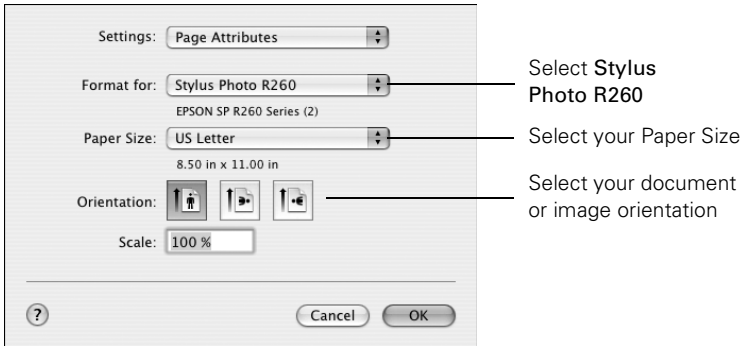 Settings: Page Attributes
Format for: Stylus Photo R260
EPSON SP R260 Series (2)
Paper Size: US Letter
8.50 in x 11.00 in
Orientation:
Scale: 100 %
? Cancel OK
Select Stylus
Photo R260
Select your Paper Size
Select your document
or image orientation